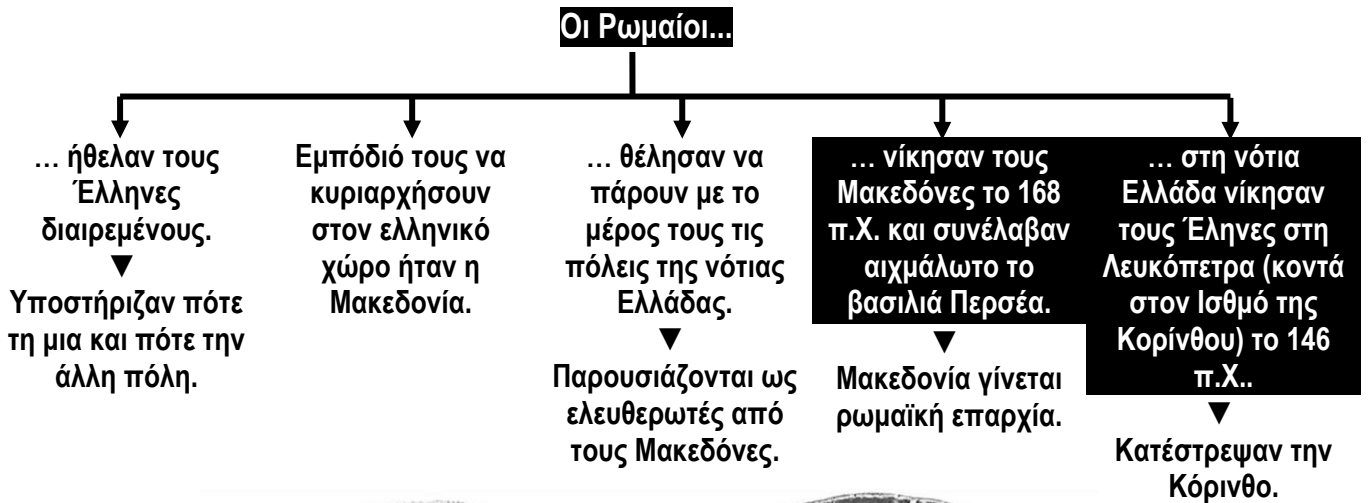 Οι Ρωμαίοι...
… ήθελαν τους
Έλληνες
διαιρεμένους.
▼
Υποστήριζαν πότε
τη μια και πότε την
άλλη πόλη.
Εμπόδιό τους να
κυριαρχήσουν
στον ελληνικό
χώρο ήταν η
Μακεδονία.
… θέλησαν να
πάρουν με το
μέρος τους τις
πόλεις της νότιας
Ελλάδας.
▼
Παρουσιάζονται ως
ελευθερωτές από
τους Μακεδόνες.
… νίκησαν τους
Μακεδόνες το 168
π.Χ. και συνέλαβαν
αιχμάλωτο το
βασιλιά Περσέα.
▼
Μακεδονία γίνεται
ρωμαϊκή επαρχία.
… στη νότια
Ελλάδα νίκησαν
τους Έληνες στη
Λευκόπετρα (κοντά
στον Ισθμό της
Κορίνθου) το 146
π.Χ..
▼
Κατέστρεψαν την
Κόρινθο.